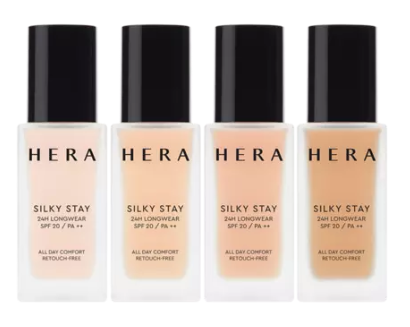 HERA
SILKY STAY
24H LONGWEAR
SPF 20 / PA ++
ALL DAY COMFORT
RETOUCH-FREE
HERA
SILKY STAY
24H LONGWEAR
SPF 20 / PA ++
ALL DAY COMFORT
RETOUCH-FREE
HERA
SILKY STAY
24H LONGWEAR
SPF 20 / PA ++
ALL DAY COMFORT
RETOUCH-FREE
HERA
SILKY STAY
24H LONGWEAR
SPF 20 / PA ++
ALL DAY COMFORT
RETOUCH-FREE